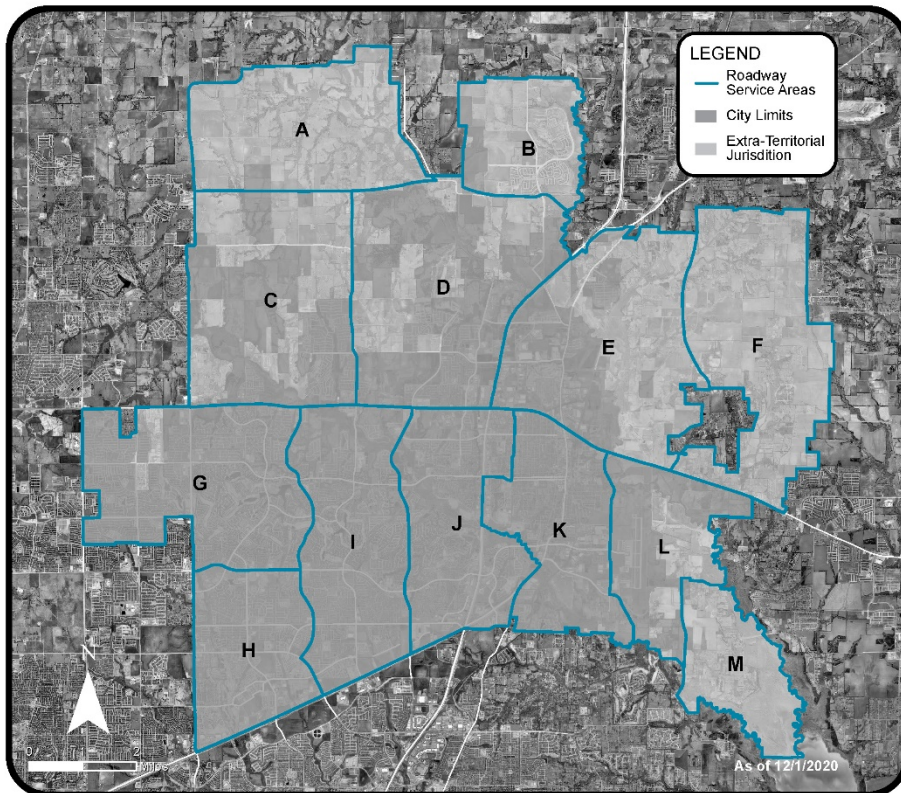 LEGEND
Roadway
Service Areas
City Limits
Extra-Territorial
Jurisdition
A
B
C
D
E
F
G
H
I
J
K
L
M
N
0 1 2
Miles
As of 12/1/2020